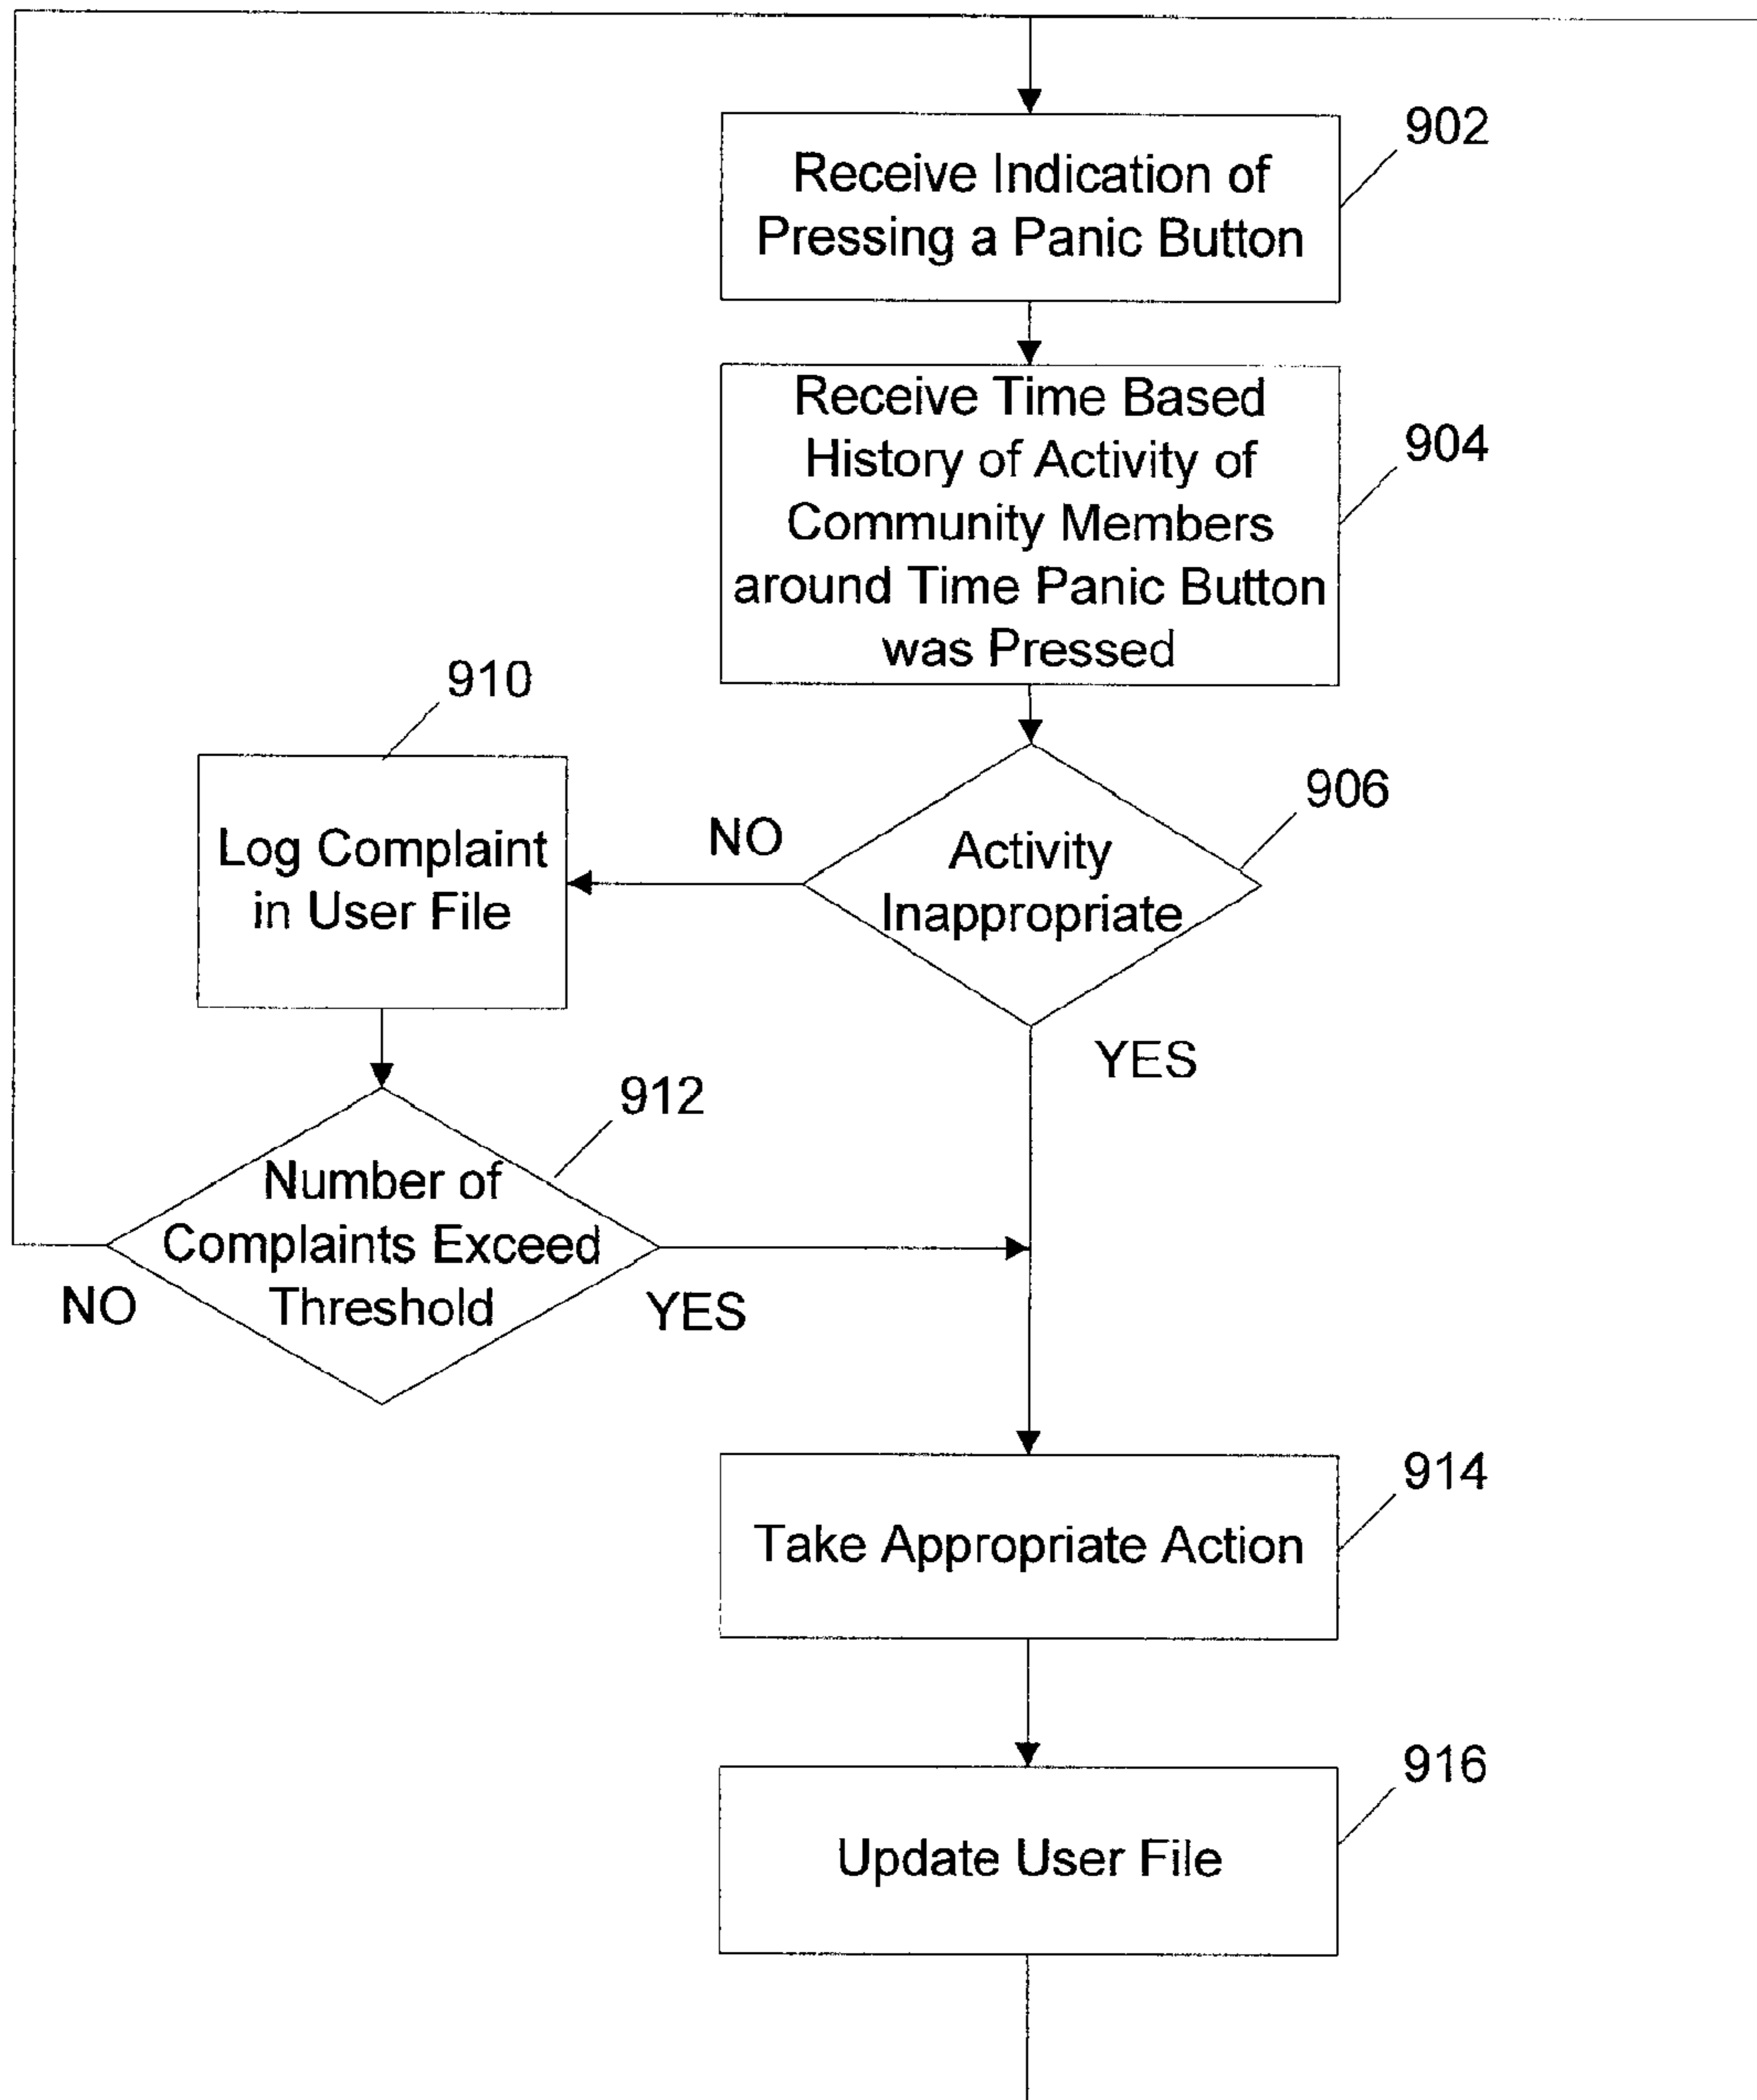 902
Receive Indication of
Pressing a Panic Button
904
Receive Time Based
History of Activity of
Community Members
around Time Panic Button
was Pressed
906
Activity
Inappropriate
NO
YES
910
Log Complaint
in User File
912
Number of
Complaints Exceed
Threshold
NO
YES
914
Take Appropriate Action
916
Update User File